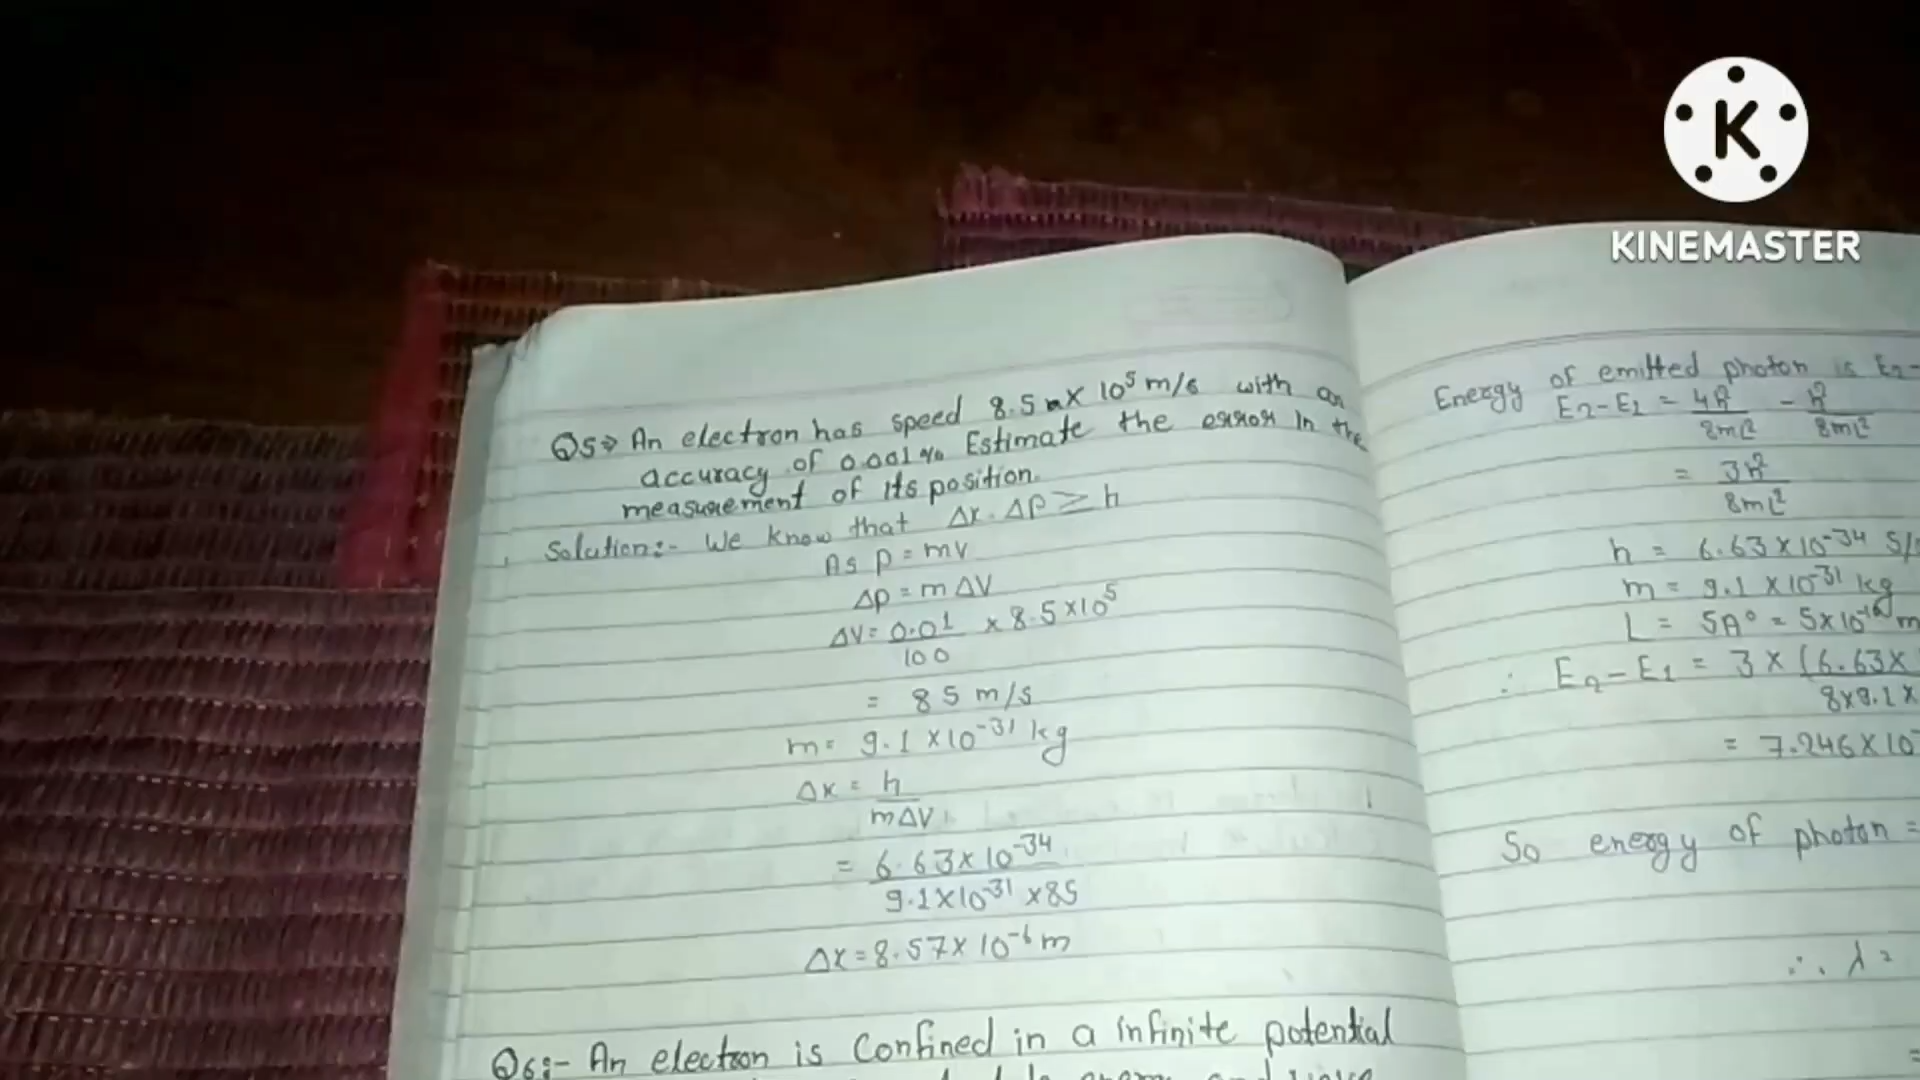 KINEMASTER
Q5⇒ An electron has speed 8.5 × 10⁵ m/s with an
accuracy of 0.001% Estimate the error In the
measurement of Its position.
Solution:- We know that Δx. Δp ≥ h
As p = mv
Δp = m ΔV
ΔV = 0.01/100 × 8.5×10⁵
= 85 m/s
m = 9.1 ×10⁻³¹ kg
Δx = h/mΔV
= 6.63×10⁻³⁴/9.1×10⁻³¹ ×85
Δx = 8.57× 10⁻⁶ m
Q6:- An electron is Confined in a infinite potential
Energy of emitted photon is E₂-
E₂-E₁ = 4h²/8mL² - h²/8mL²
= 3h²/8mL²
h = 6.63×10⁻³⁴
m = 9.1 ×10⁻³¹ kg
L = 5A° = 5×10⁻¹⁰ m
∴ E₂-E₁ = 3 × (6.63×
8×9.1×
= 7.246×10⁻
So energy of photon =
∴ λ =